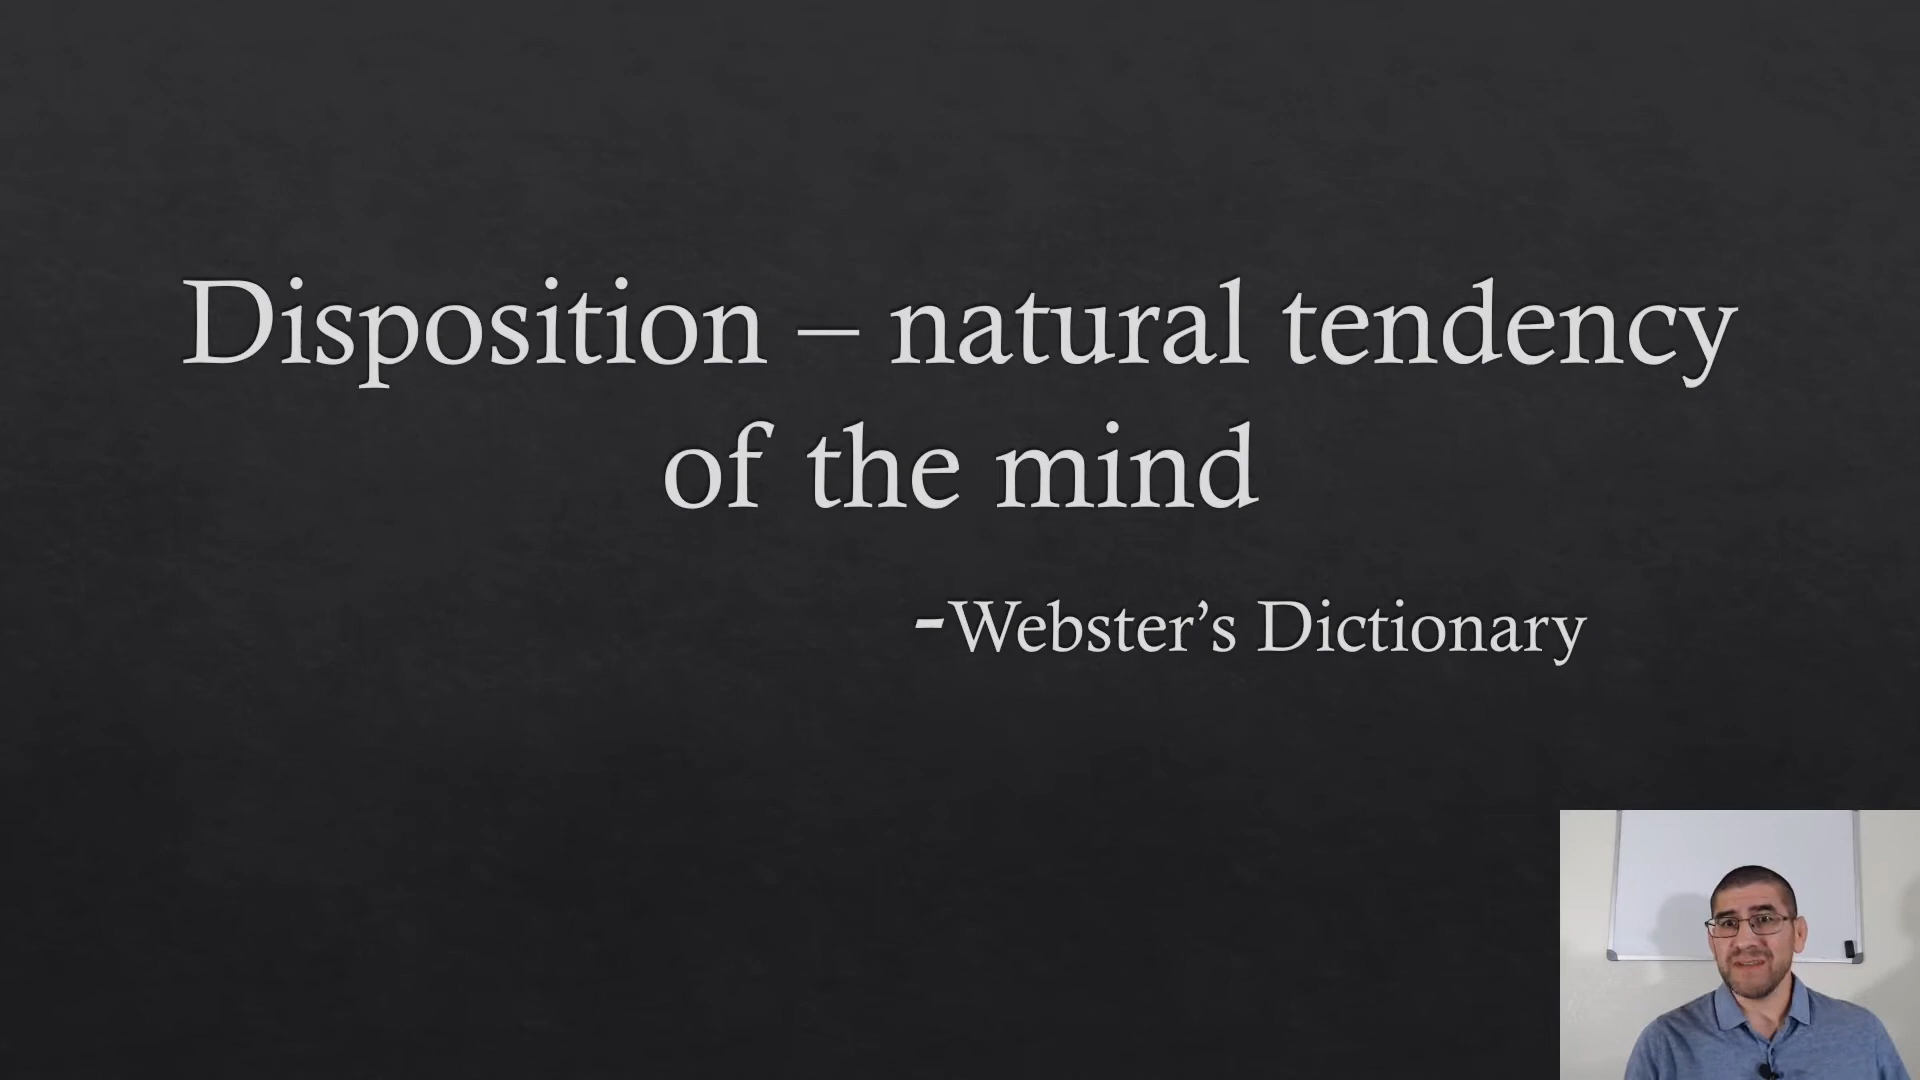 Disposition – natural tendency
of the mind
-Webster’s Dictionary